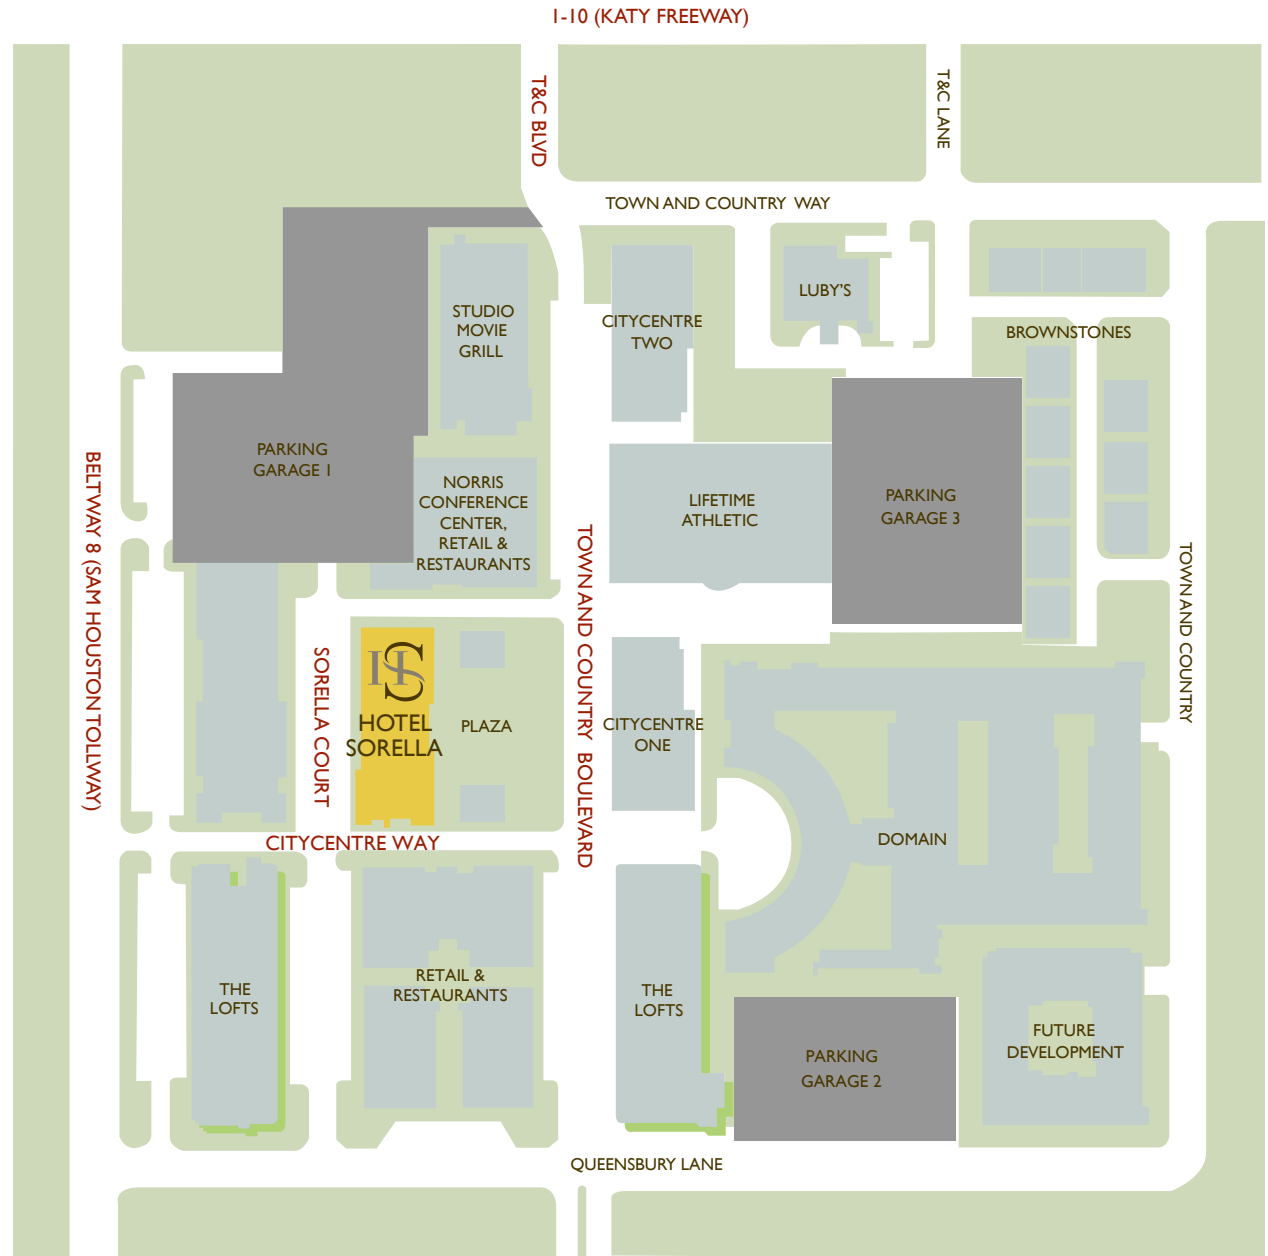 1-10 (KATY FREEWAY)
T&C BLVD
T&C LANE
TOWN AND COUNTRY WAY
LUBY'S
STUDIO
MOVIE
GRILL
CITYCENTRE
TWO
BROWNSTONES
PARKING
GARAGE 1
NORRIS
CONFERENCE
CENTER,
RETAIL &
RESTAURANTS
LIFETIME
ATHLETIC
PARKING
GARAGE 3
BELTWAY 8 (SAM HOUSTON TOLLWAY)
TOWN AND COUNTRY BOULEVARD
TOWN AND COUNTRY
SORELLA COURT
HSC
HOTEL
SORELLA
PLAZA
CITYCENTRE
ONE
CITYCENTRE WAY
DOMAIN
THE
LOFTS
RETAIL &
RESTAURANTS
THE
LOFTS
PARKING
GARAGE 2
FUTURE
DEVELOPMENT
QUEENSBURY LANE